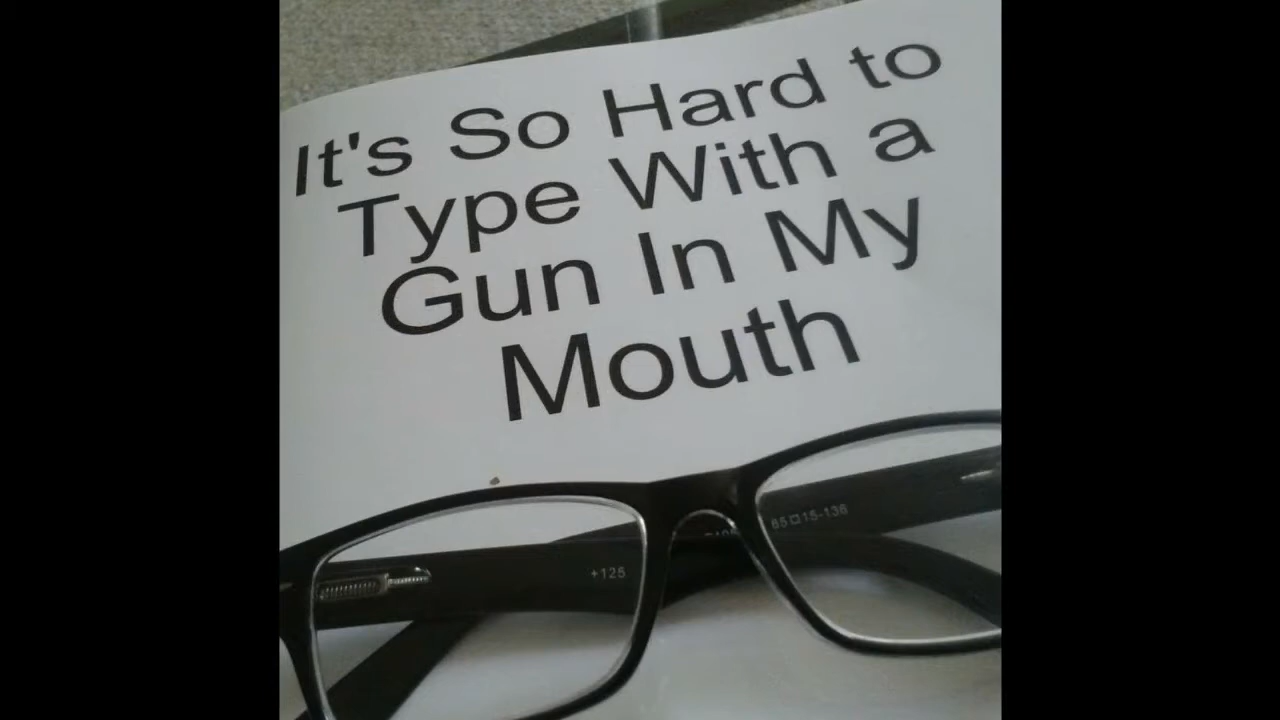 It's So Hard to
Type With a
Gun In My
Mouth
+125
65□15-136